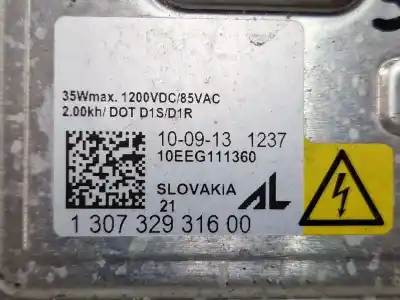 35Wmax. 1200VDC/85VAC
2.00kh/ DOT D1S/D1R
10-09-13 1237
10EEG111360
SLOVAKIA
21
AL
1 307 329 316 00